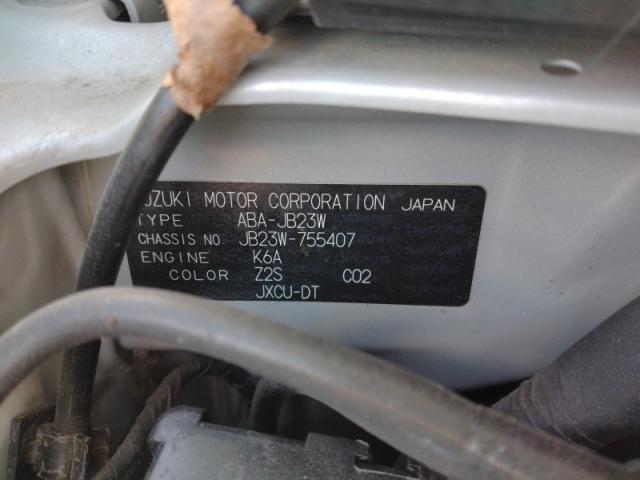 UZUKI MOTOR CORPORATION JAPAN
TYPE ABA-JB23W
CHASSIS NO. JB23W-755407
ENGINE K6A
COLOR Z2S C02
JXCU-DT